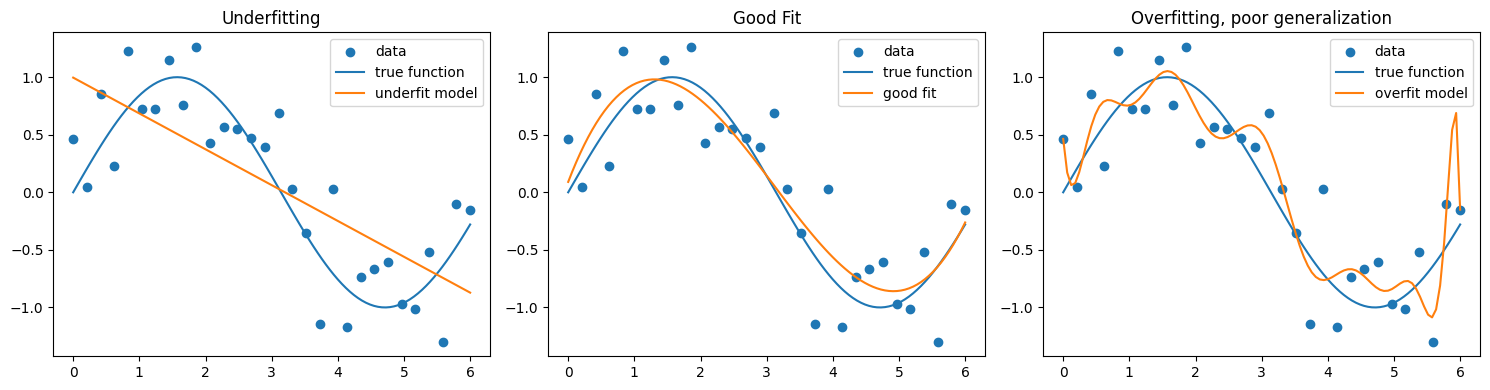 Underfitting
data
true function
underfit model
1.0
0.5
0.0
−0.5
−1.0
0 1 2 3 4 5 6
Good Fit
data
true function
good fit
1.0
0.5
0.0
−0.5
−1.0
0 1 2 3 4 5 6
Overfitting, poor generalization
data
true function
overfit model
1.0
0.5
0.0
−0.5
−1.0
0 1 2 3 4 5 6